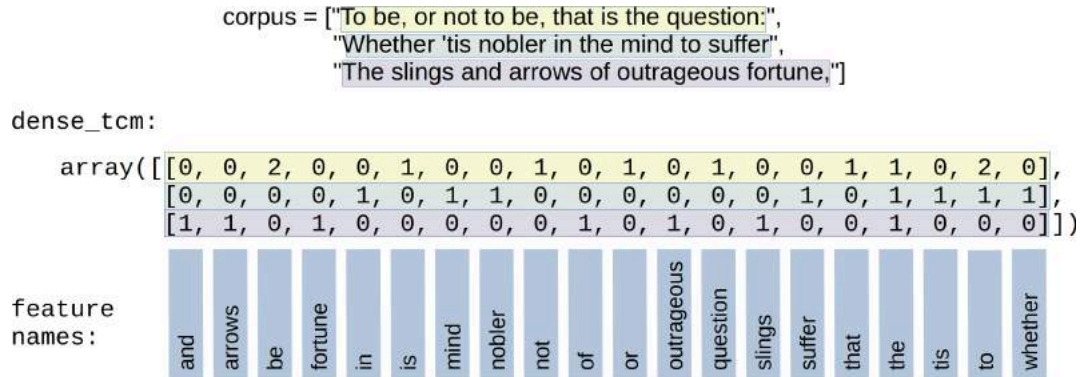 corpus = ["To be, or not to be, that is the question:",
"Whether 'tis nobler in the mind to suffer",
"The slings and arrows of outrageous fortune,"]
dense_tcm:
array([[0, 0, 2, 0, 0, 1, 0, 0, 1, 0, 1, 0, 1, 0, 0, 1, 1, 0, 2, 0],
[0, 0, 0, 0, 1, 0, 1, 1, 0, 0, 0, 0, 0, 0, 1, 0, 1, 1, 1, 1],
[1, 1, 0, 1, 0, 0, 0, 0, 0, 1, 0, 1, 0, 1, 0, 0, 1, 0, 0, 0]])
feature
names:
and
arrows
be
fortune
in
is
mind
nobler
not
of
or
outrageous
question
slings
suffer
that
the
tis
to
whether